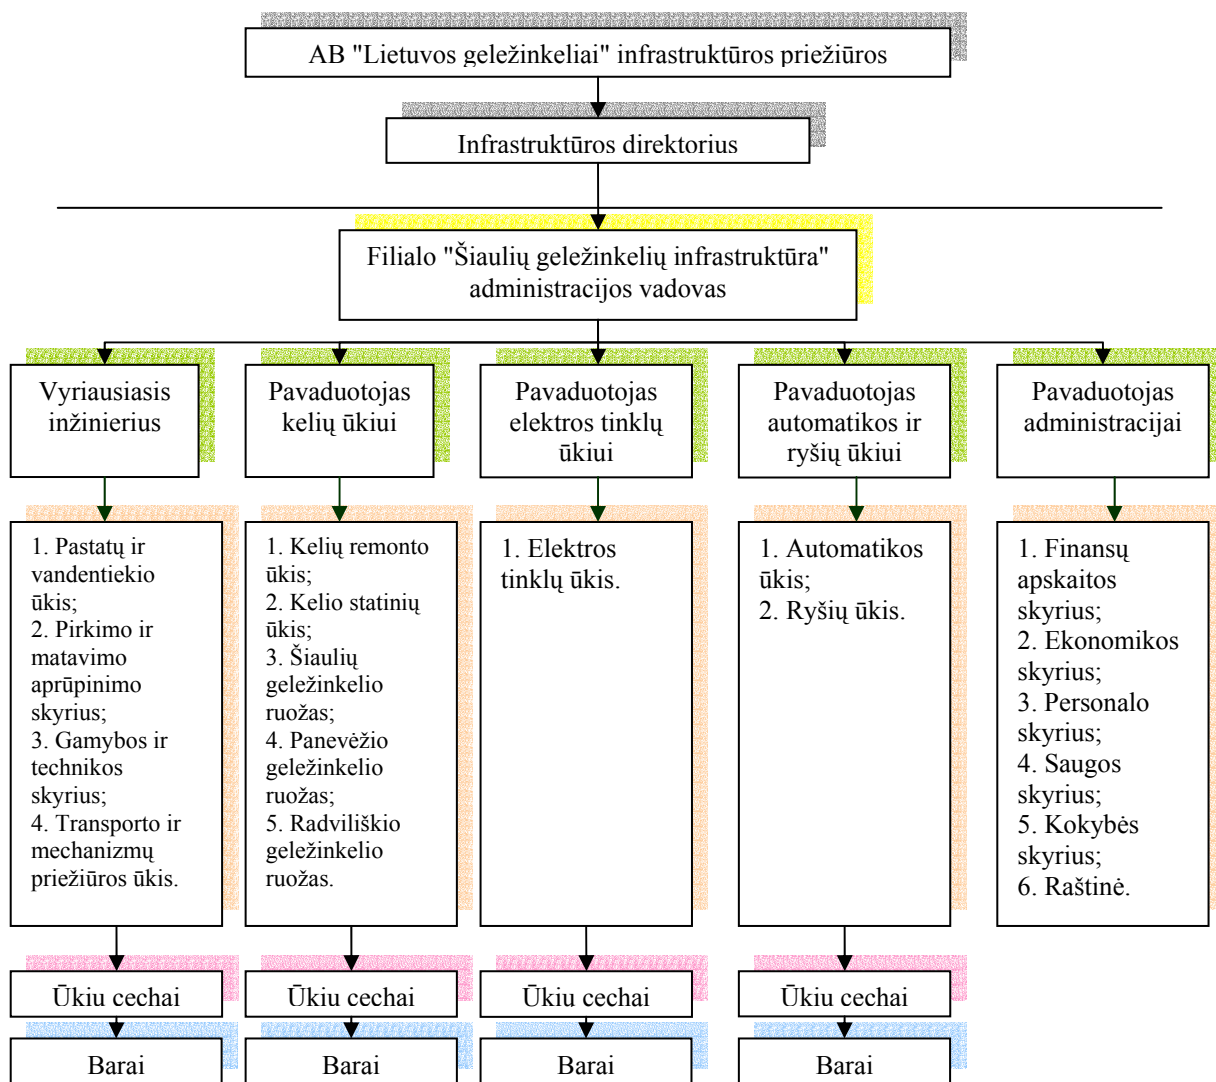 AB "Lietuvos geležinkeliai" infrastruktūros priežiūros
Infrastruktūros direktorius
Filialo "Šiaulių geležinkelių infrastruktūra"
administracijos vadovas
Vyriausiasis
inžinierius
Pavaduotojas
kelių ūkiui
Pavaduotojas
elektros tinklų
ūkiui
Pavaduotojas
automatikos ir
ryšių ūkiui
Pavaduotojas
administracijai
1. Pastatų ir
vandentiekio
ūkis;
2. Pirkimo ir
matavimo
aprūpinimo
skyrius;
3. Gamybos ir
technikos
skyrius;
4. Transporto ir
mechanizmų
priežiūros ūkis.
1. Kelių remonto
ūkis;
2. Kelio statinių
ūkis;
3. Šiaulių
geležinkelio
ruožas;
4. Panevėžio
geležinkelio
ruožas;
5. Radviliškio
geležinkelio
ruožas.
1. Elektros
tinklų ūkis.
1. Automatikos
ūkis;
2. Ryšių ūkis.
1. Finansų
apskaitos
skyrius;
2. Ekonomikos
skyrius;
3. Personalo
skyrius;
4. Saugos
skyrius;
5. Kokybės
skyrius;
6. Raštinė.
Ūkiu cechai
Ūkiu cechai
Ūkiu cechai
Ūkiu cechai
Barai
Barai
Barai
Barai